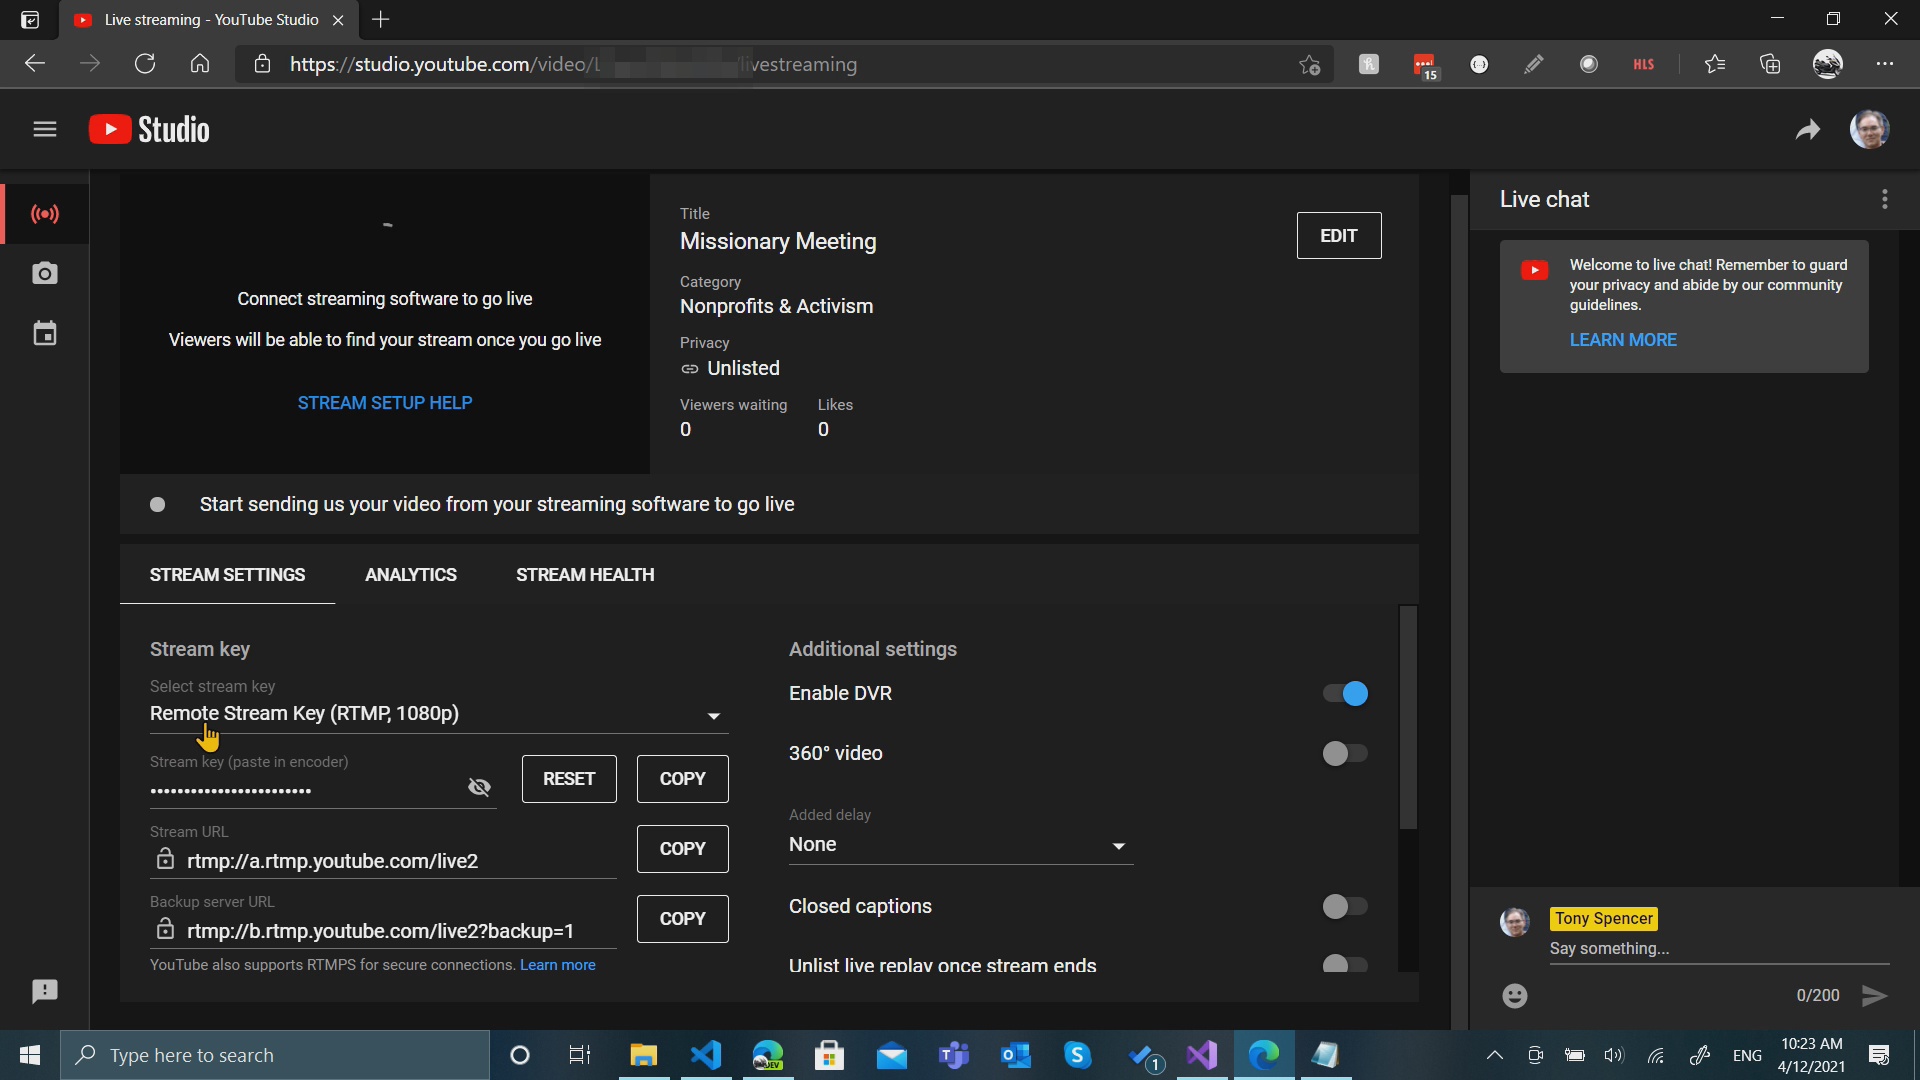 Live streaming - YouTube Studio
https://studio.youtube.com/video/L livestreaming
15
HLS
Studio
Connect streaming software to go live
Viewers will be able to find your stream once you go live
STREAM SETUP HELP
Title
Missionary Meeting
EDIT
Category
Nonprofits & Activism
Privacy
Unlisted
Viewers waiting
Likes
0
0
Start sending us your video from your streaming software to go live
STREAM SETTINGS
ANALYTICS
STREAM HEALTH
Stream key
Select stream key
Remote Stream Key (RTMP, 1080p)
Stream key (paste in encoder)
••••••••••••••••••••••••
RESET
COPY
Stream URL
rtmp://a.rtmp.youtube.com/live2
COPY
Backup server URL
rtmp://b.rtmp.youtube.com/live2?backup=1
COPY
YouTube also supports RTMPS for secure connections. Learn more
Additional settings
Enable DVR
360° video
Added delay
None
Closed captions
Unlist live replay once stream ends
Live chat
Welcome to live chat! Remember to guard
your privacy and abide by our community
guidelines.
LEARN MORE
Tony Spencer
Say something...
0/200
Type here to search
DEV
1
ENG
10:23 AM
4/12/2021